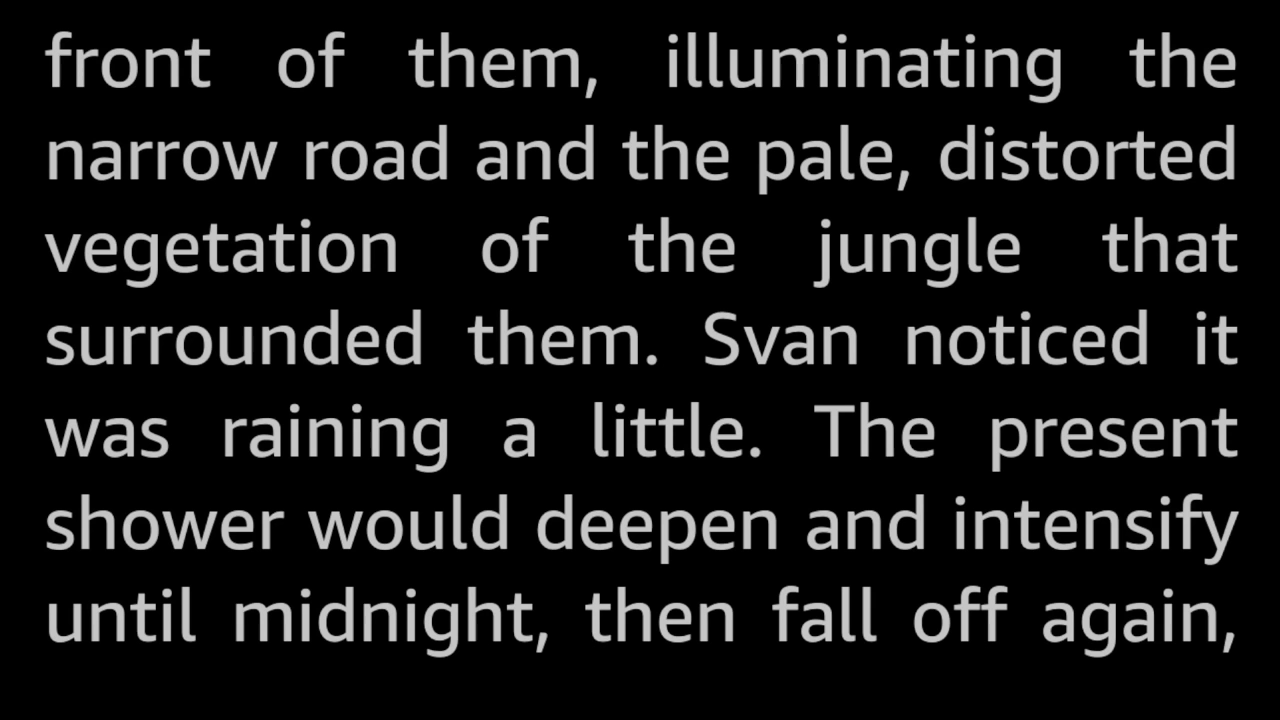 front of them, illuminating the
narrow road and the pale, distorted
vegetation of the jungle that
surrounded them. Svan noticed it
was raining a little. The present
shower would deepen and intensify
until midnight, then fall off again,